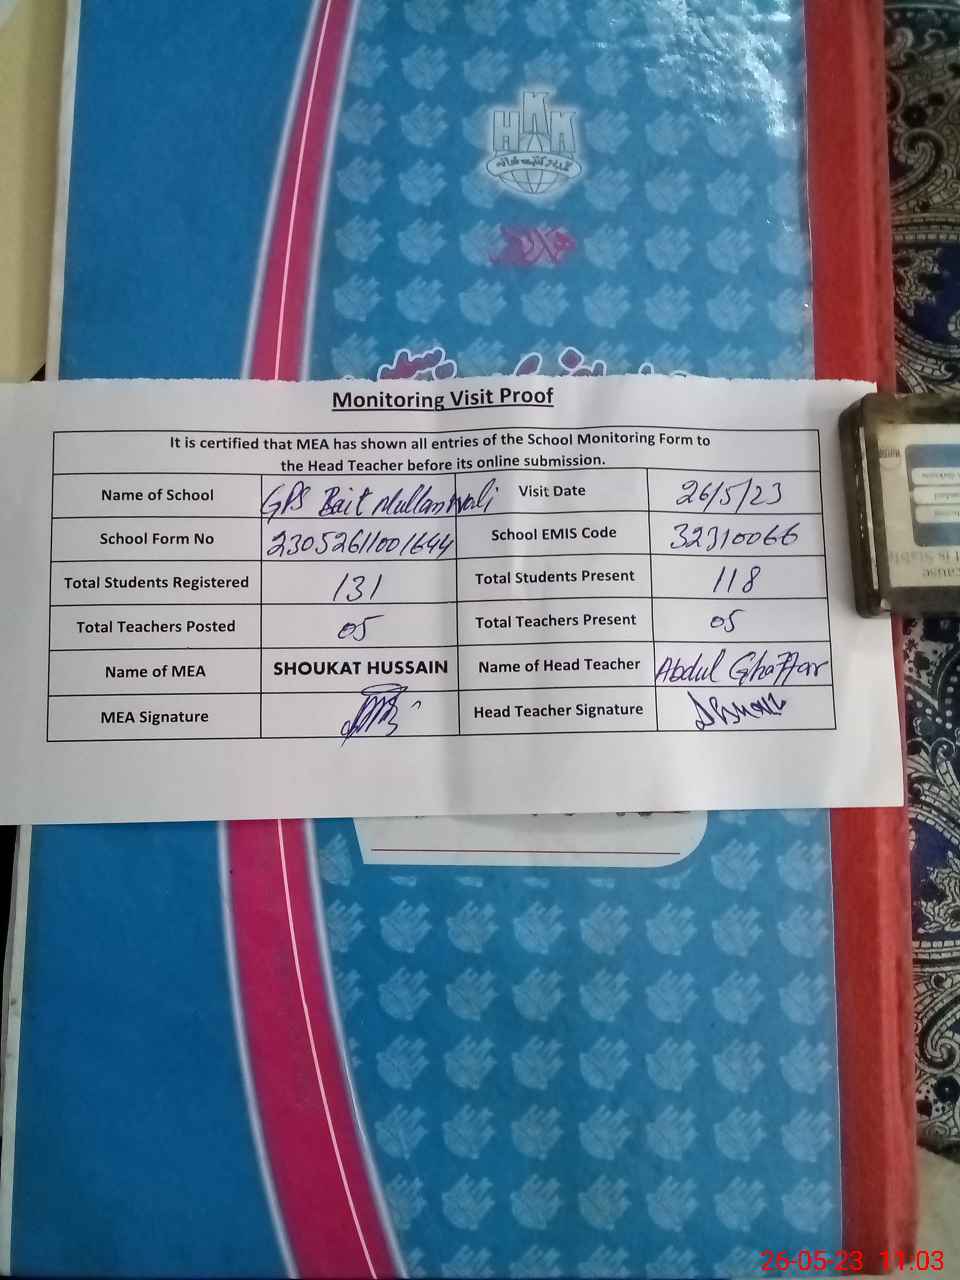 HKK
Monitoring Visit Proof
It is certified that MEA has shown all entries of the School Monitoring Form to
the Head Teacher before its online submission.
Name of School GPS Bait Mullanwali Visit Date 26/5/23
School Form No 23052611001644 School EMIS Code 32310066
Total Students Registered 131 Total Students Present 118
Total Teachers Posted 05 Total Teachers Present 05
Name of MEA SHOUKAT HUSSAIN Name of Head Teacher Abdul Ghaffar
MEA Signature Head Teacher Signature
26-05-23 11:03